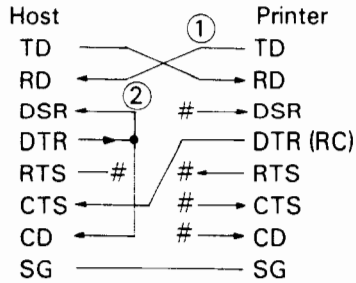 Host ① Printer
TD TD
RD RD
② DSR # DSR
DTR DTR (RC)
RTS # # RTS
CTS # CTS
CD # CD
SG SG